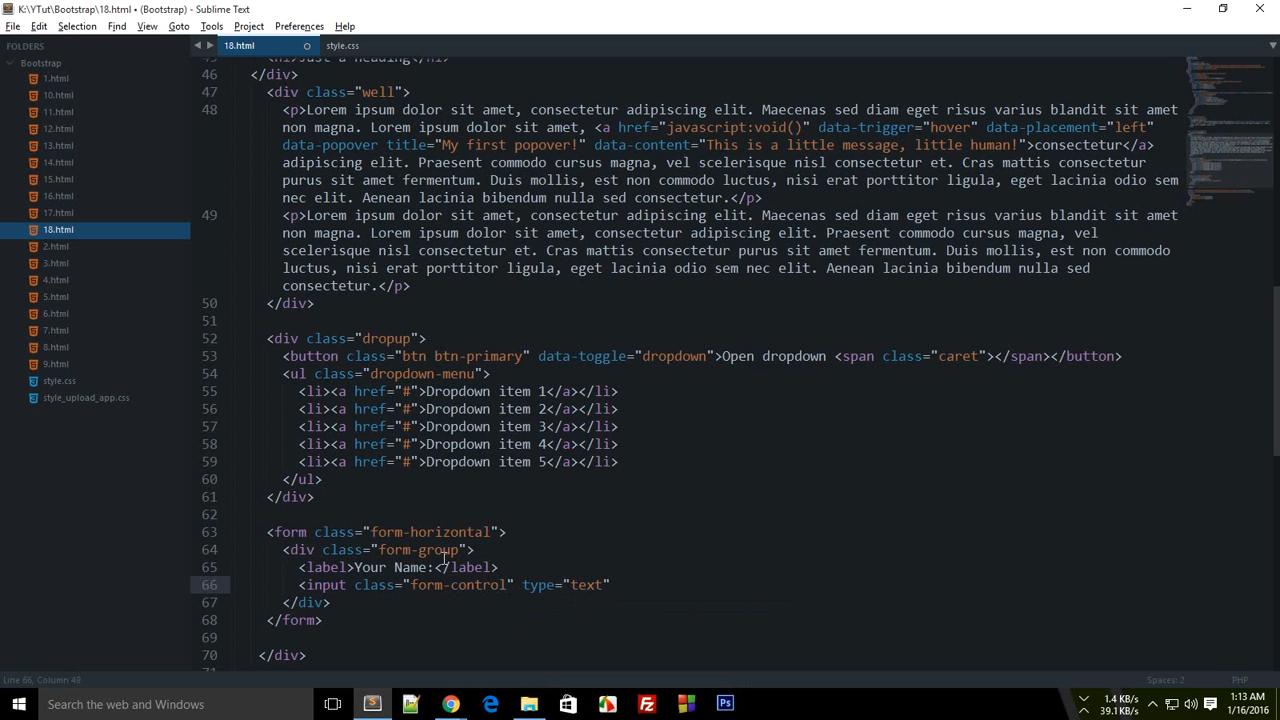 K:\YTut\Bootstrap\18.html • (Bootstrap) - Sublime Text
File Edit Selection Find View Goto Tools Project Preferences Help
FOLDERS
Bootstrap
1.html
10.html
11.html
12.html
13.html
14.html
15.html
16.html
17.html
18.html
2.html
3.html
4.html
5.html
6.html
7.html
8.html
9.html
style.css
style_upload_app.css
18.html style.css
46 </div>
47 <div class="well">
48 <p>Lorem ipsum dolor sit amet, consectetur adipiscing elit. Maecenas sed diam eget risus varius blandit sit amet
non magna. Lorem ipsum dolor sit amet, <a href="javascript:void()" data-trigger="hover" data-placement="left"
data-popover title="My first popover!" data-content="This is a little message, little human!">consectetur</a>
adipiscing elit. Praesent commodo cursus magna, vel scelerisque nisl consectetur et. Cras mattis consectetur
purus sit amet fermentum. Duis mollis, est non commodo luctus, nisi erat porttitor ligula, eget lacinia odio sem
nec elit. Aenean lacinia bibendum nulla sed consectetur.</p>
49 <p>Lorem ipsum dolor sit amet, consectetur adipiscing elit. Maecenas sed diam eget risus varius blandit sit amet
non magna. Lorem ipsum dolor sit amet, consectetur adipiscing elit. Praesent commodo cursus magna, vel
scelerisque nisl consectetur et. Cras mattis consectetur purus sit amet fermentum. Duis mollis, est non commodo
luctus, nisi erat porttitor ligula, eget lacinia odio sem nec elit. Aenean lacinia bibendum nulla sed
consectetur.</p>
50 </div>
51
52 <div class="dropup">
53 <button class="btn btn-primary" data-toggle="dropdown">Open dropdown <span class="caret"></span></button>
54 <ul class="dropdown-menu">
55 <li><a href="#">Dropdown item 1</a></li>
56 <li><a href="#">Dropdown item 2</a></li>
57 <li><a href="#">Dropdown item 3</a></li>
58 <li><a href="#">Dropdown item 4</a></li>
59 <li><a href="#">Dropdown item 5</a></li>
60 </ul>
61 </div>
62
63 <form class="form-horizontal">
64 <div class="form-group">
65 <label>Your Name:</label>
66 <input class="form-control" type="text"
67 </div>
68 </form>
69
70 </div>
Line 66, Column 49 Spaces: 2 PHP
Search the web and Windows
1.4 KB/s
39.1 KB/s
1:13 AM
1/16/2016